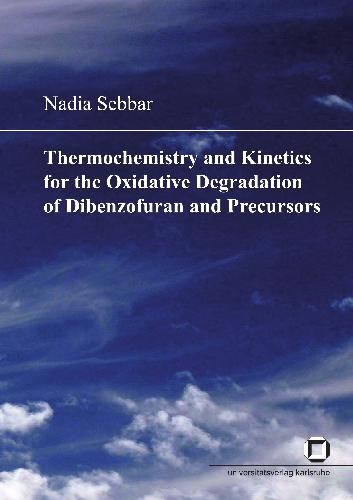 Nadia Sebbar
Thermochemistry and Kinetics
for the Oxidative Degradation
of Dibenzofuran and Precursors
universitätsverlag karlsruhe